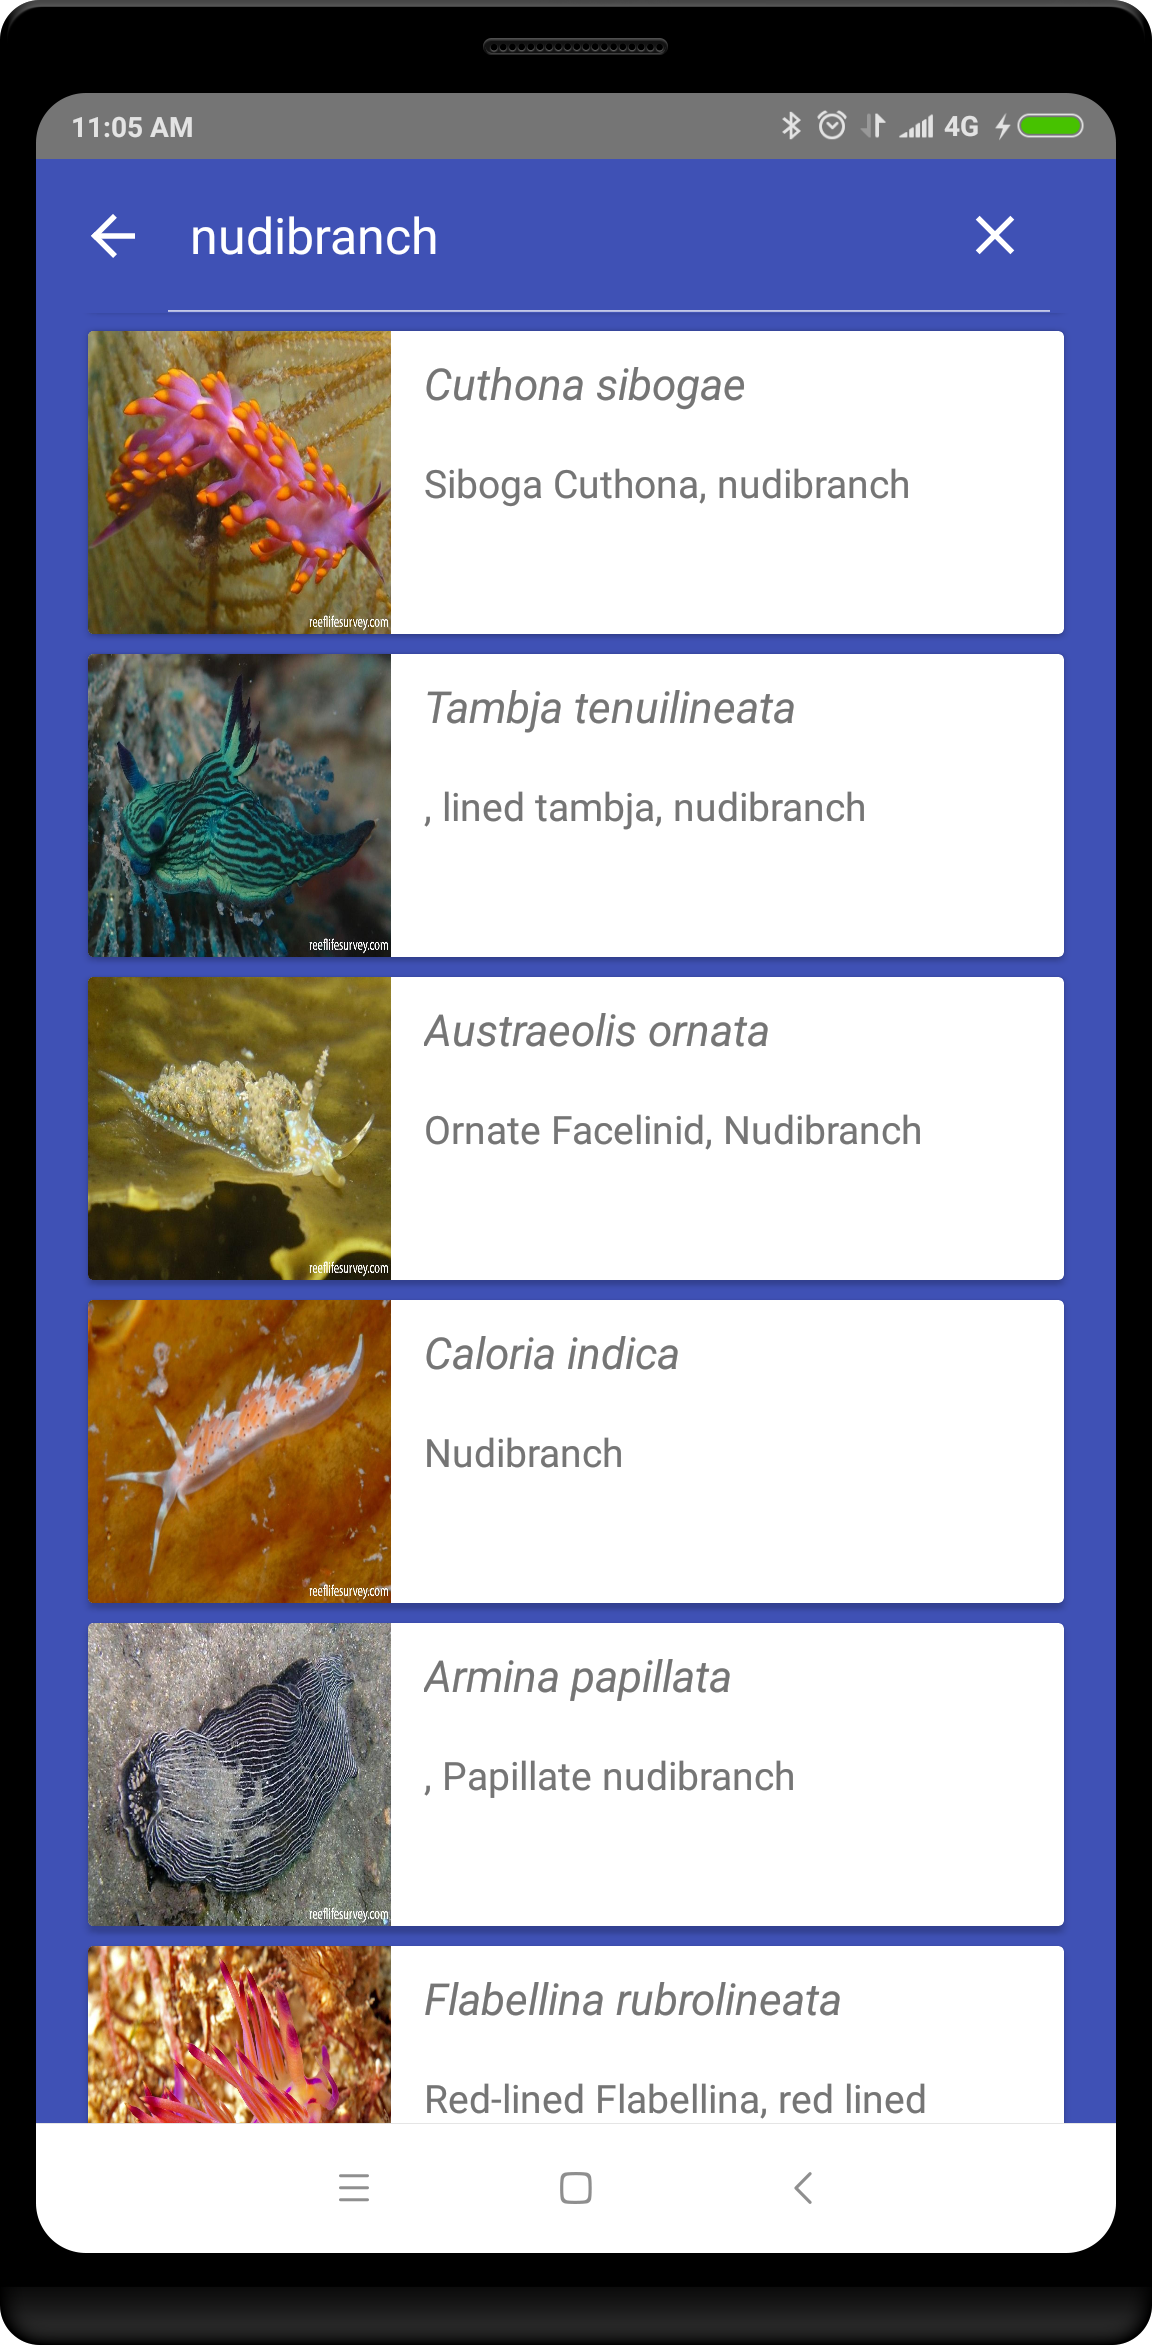 11:05 AM
4G
nudibranch
Cuthona sibogae
Siboga Cuthona, nudibranch
reeflifesurvey.com
Tambja tenuilineata
, lined tambja, nudibranch
reeflifesurvey.com
Austraeolis ornata
Ornate Facelinid, Nudibranch
reeflifesurvey.com
Caloria indica
Nudibranch
reeflifesurvey.com
Armina papillata
, Papillate nudibranch
reeflifesurvey.com
Flabellina rubrolineata
Red-lined Flabellina, red lined